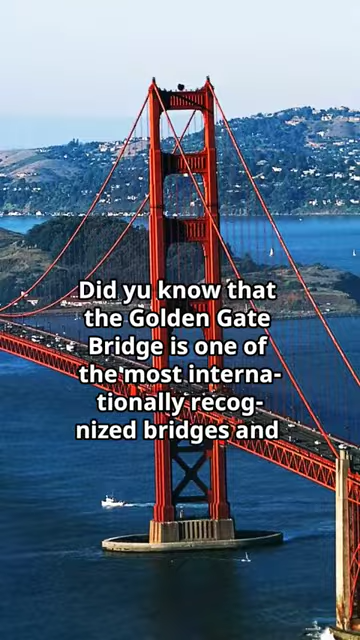 Did yu know that
the Golden Gate
Bridge is one of
the most interna-
tionally recog-
nized bridges and